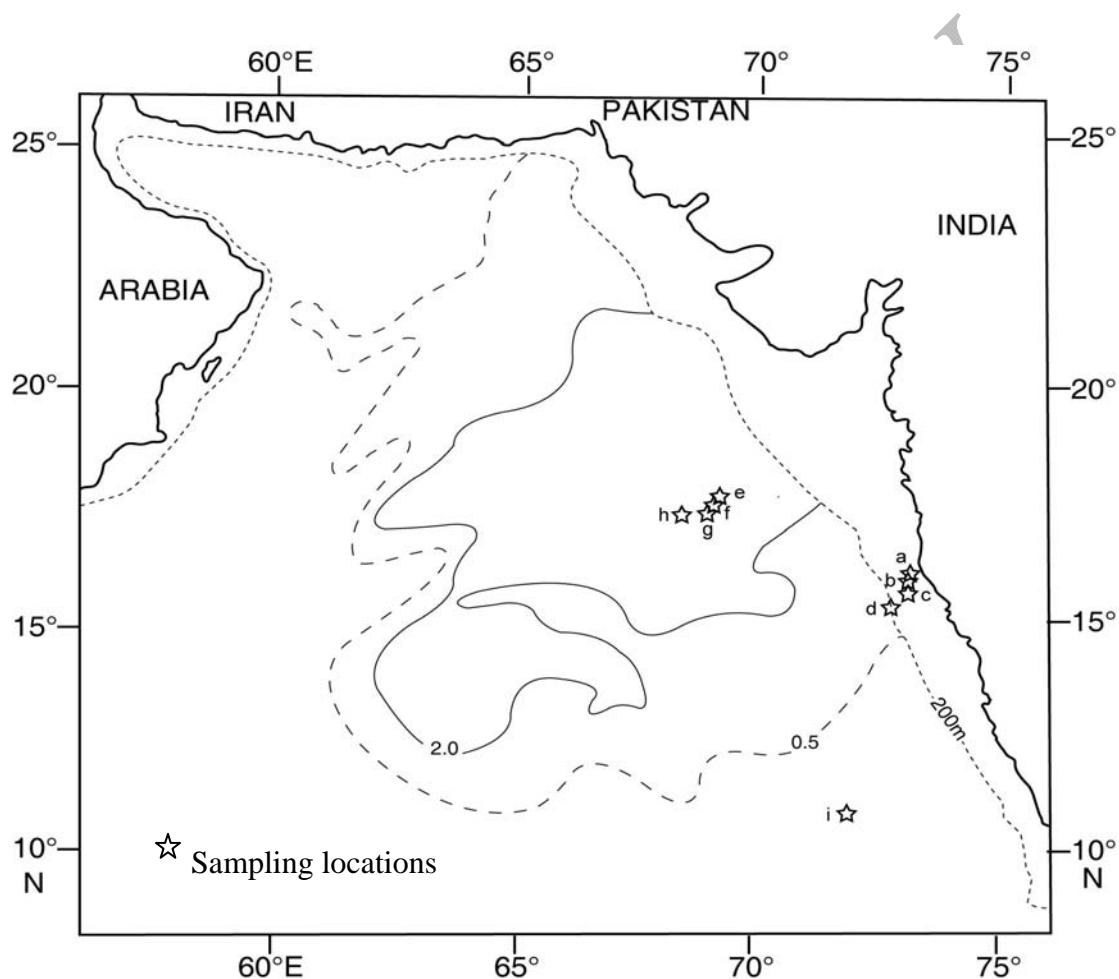 60°E 65° 70° 75°
IRAN PAKISTAN
25° 25°
INDIA
ARABIA
20° 20°
e
h f
g
a
b
c
d
15° 15°
200m
2.0 0.5
i
10° 10°
Sampling locations
N N
60°E 65° 70° 75°